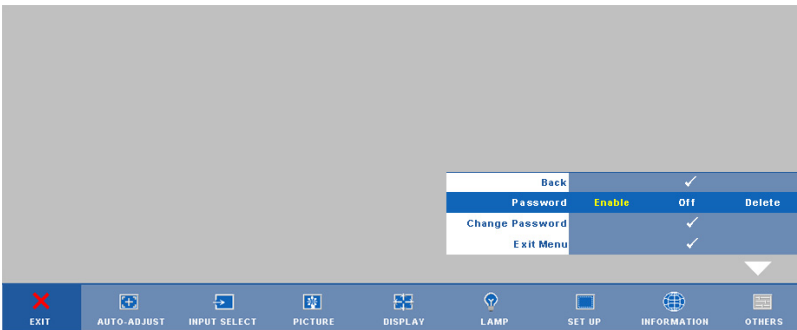 Back
Password Enable Off Delete
Change Password
Exit Menu
EXIT AUTO-ADJUST INPUT SELECT PICTURE DISPLAY LAMP SET UP INFORMATION OTHERS